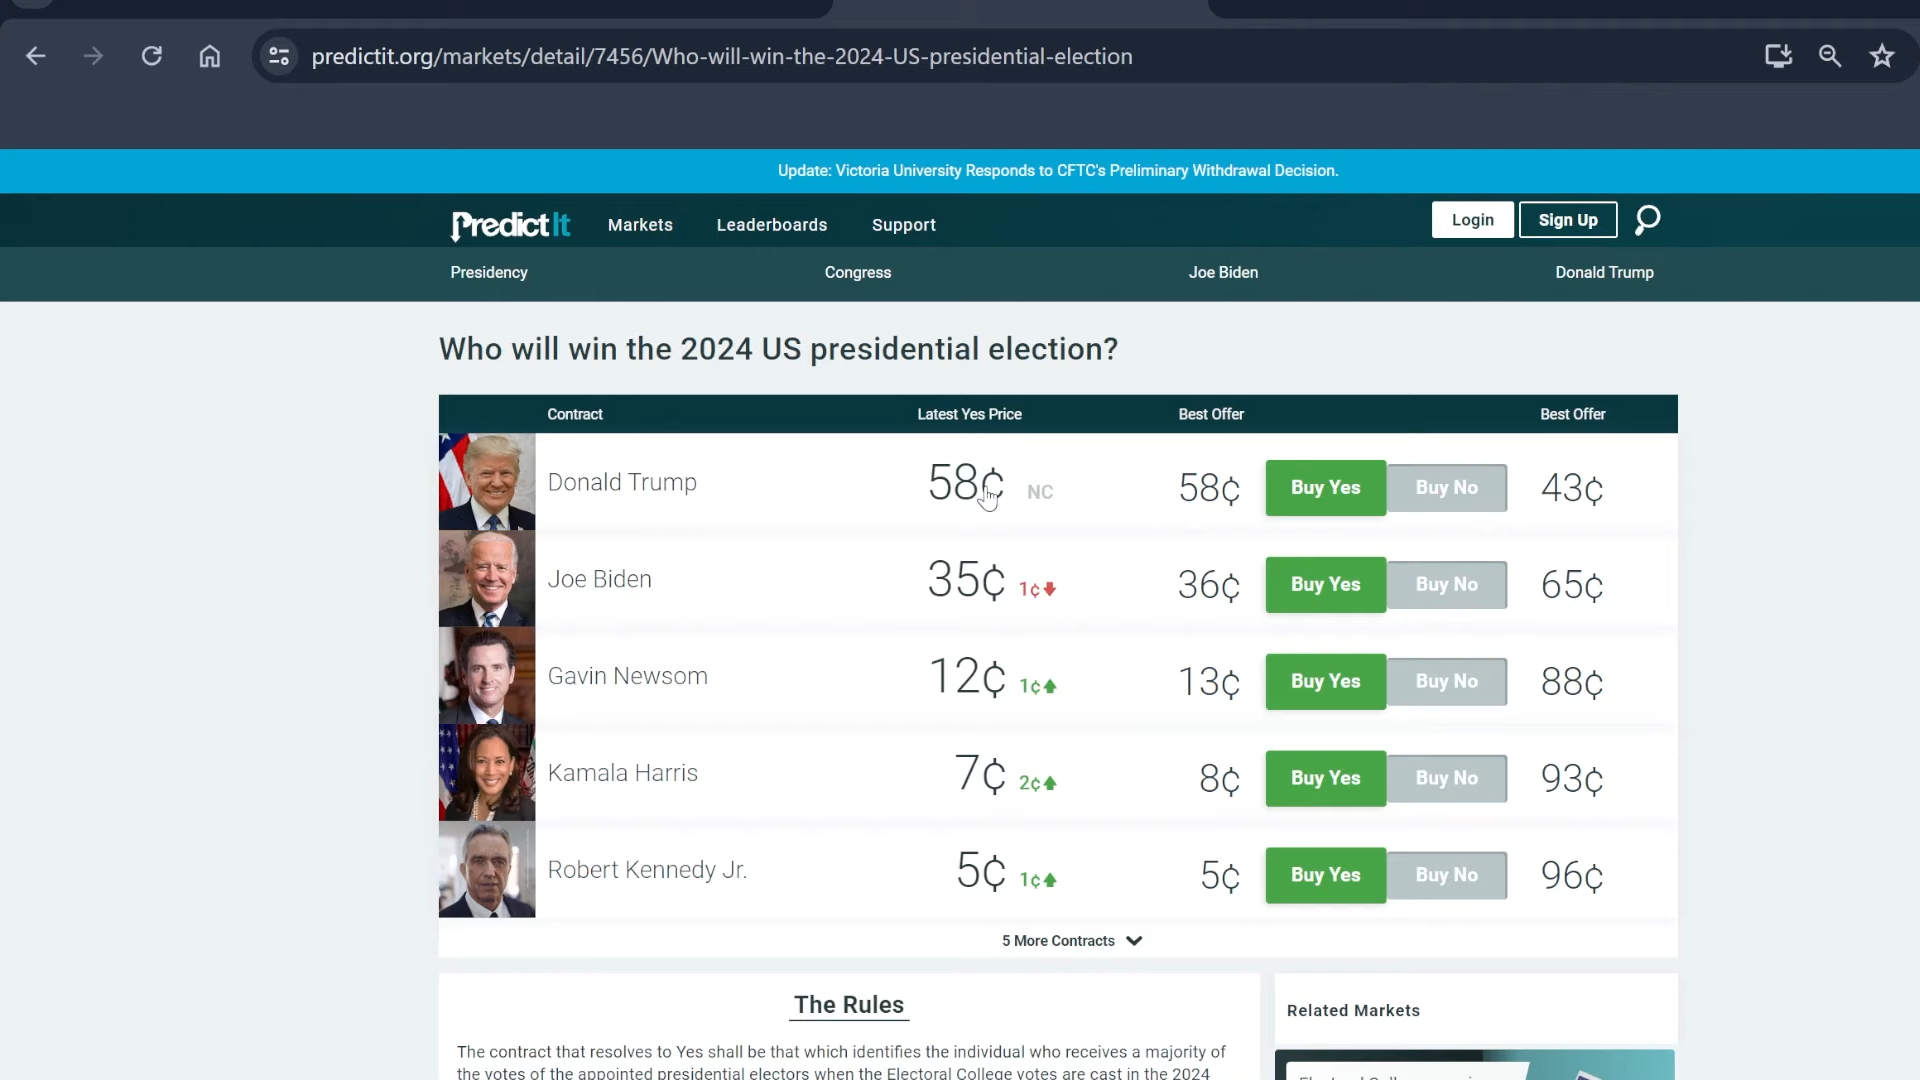 predictit.org/markets/detail/7456/Who-will-win-the-2024-US-presidential-election
Update: Victoria University Responds to CFTC's Preliminary Withdrawal Decision.
PredictIt Markets Leaderboards Support Login Sign Up
Presidency Congress Joe Biden Donald Trump
Who will win the 2024 US presidential election?
Contract Latest Yes Price Best Offer Best Offer
Donald Trump 58¢ NC 58¢ Buy Yes Buy No 43¢
Joe Biden 35¢ 1¢ 36¢ Buy Yes Buy No 65¢
Gavin Newsom 12¢ 1¢ 13¢ Buy Yes Buy No 88¢
Kamala Harris 7¢ 2¢ 8¢ Buy Yes Buy No 93¢
Robert Kennedy Jr. 5¢ 1¢ 5¢ Buy Yes Buy No 96¢
5 More Contracts
The Rules
Related Markets
The contract that resolves to Yes shall be that which identifies the individual who receives a majority of
the votes of the appointed presidential electors when the Electoral College votes are cast in the 2024